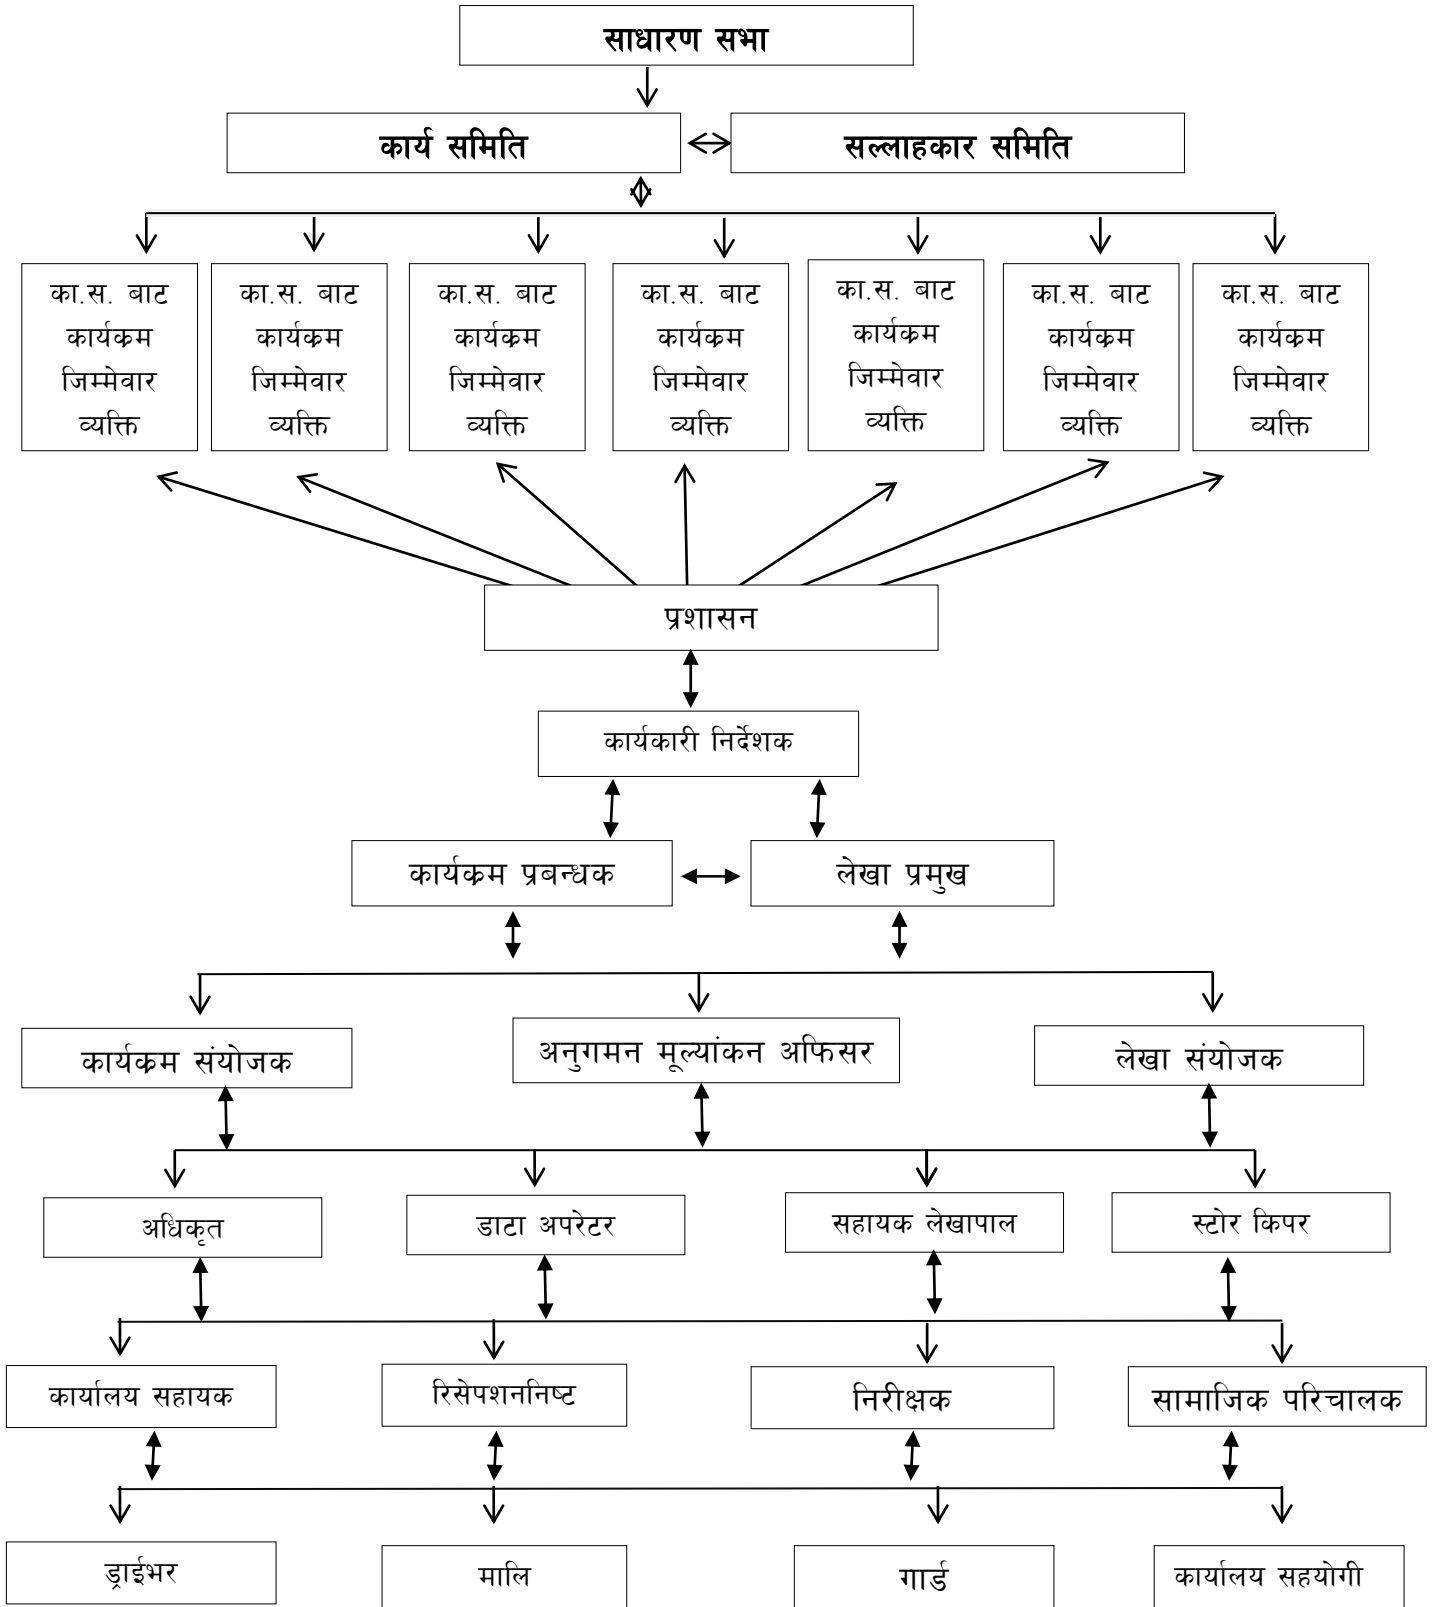 साधारण सभा
कार्य समिति
सल्लाहकार समिति
का.स. बाट
कार्यक्रम
जिम्मेवार
व्यक्ति
का.स. बाट
कार्यक्रम
जिम्मेवार
व्यक्ति
का.स. बाट
कार्यक्रम
जिम्मेवार
व्यक्ति
का.स. बाट
कार्यक्रम
जिम्मेवार
व्यक्ति
का.स. बाट
कार्यक्रम
जिम्मेवार
व्यक्ति
का.स. बाट
कार्यक्रम
जिम्मेवार
व्यक्ति
का.स. बाट
कार्यक्रम
जिम्मेवार
व्यक्ति
प्रशासन
कार्यकारी निर्देशक
कार्यक्रम प्रबन्धक
लेखा प्रमुख
कार्यक्रम संयोजक
अनुगमन मूल्यांकन अफिसर
लेखा संयोजक
अधिकृत
डाटा अपरेटर
सहायक लेखापाल
स्टोर किपर
कार्यालय सहायक
रिसेपशननिष्ट
निरीक्षक
सामाजिक परिचालक
ड्राईभर
मालि
गार्ड
कार्यालय सहयोगी